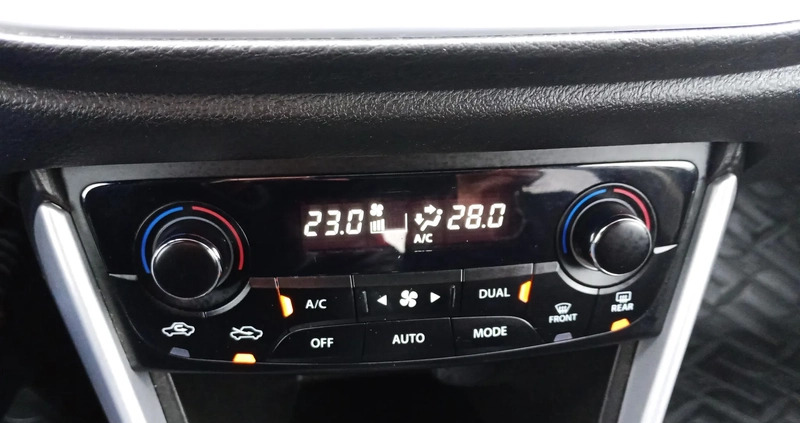 23.0 28.0
A/C
A/C DUAL
OFF AUTO MODE FRONT REAR